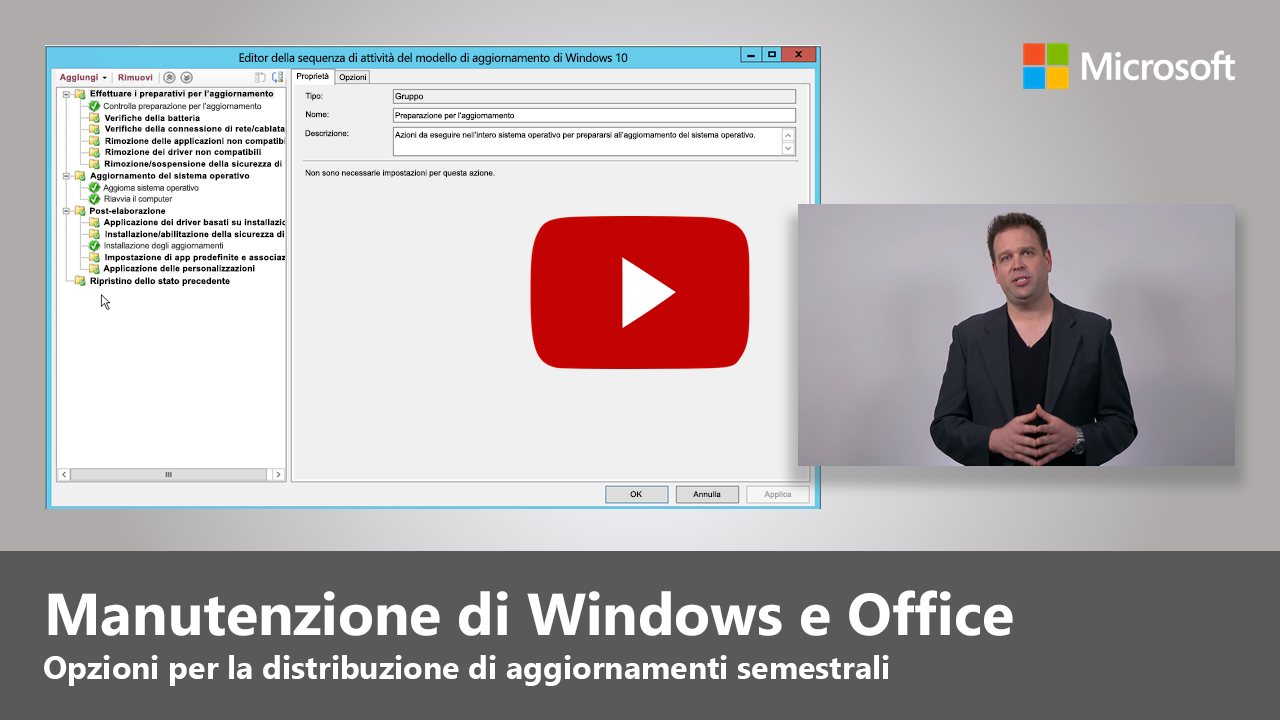 Editor della sequenza di attività del modello di aggiornamento di Windows 10
Microsoft
Aggiungi Rimuovi
Effettuare i preparativi per l'aggiornamento
Controlla preparazione per l'aggiornamento
Verifiche della batteria
Verifiche della connessione di rete/cablata
Rimozione delle applicazioni non compatibi
Rimozione dei driver non compatibili
Rimozione/sospensione della sicurezza di
Aggiornamento del sistema operativo
Aggiorna sistema operativo
Riavvia il computer
Post-elaborazione
Applicazione dei driver basati su installazio
Installazione/abilitazione della sicurezza di
Installazione degli aggiornamenti
Impostazione di app predefinite e associaz
Applicazione delle personalizzazioni
Ripristino dello stato precedente
Proprietà Opzioni
Tipo: Gruppo
Nome: Preparazione per l'aggiornamento
Descrizione: Azioni da eseguire nell'intero sistema operativo per prepararsi all'aggiornamento del sistema operativo.
Non sono necessarie impostazioni per questa azione.
OK Annulla Applica
Manutenzione di Windows e Office
Opzioni per la distribuzione di aggiornamenti semestrali